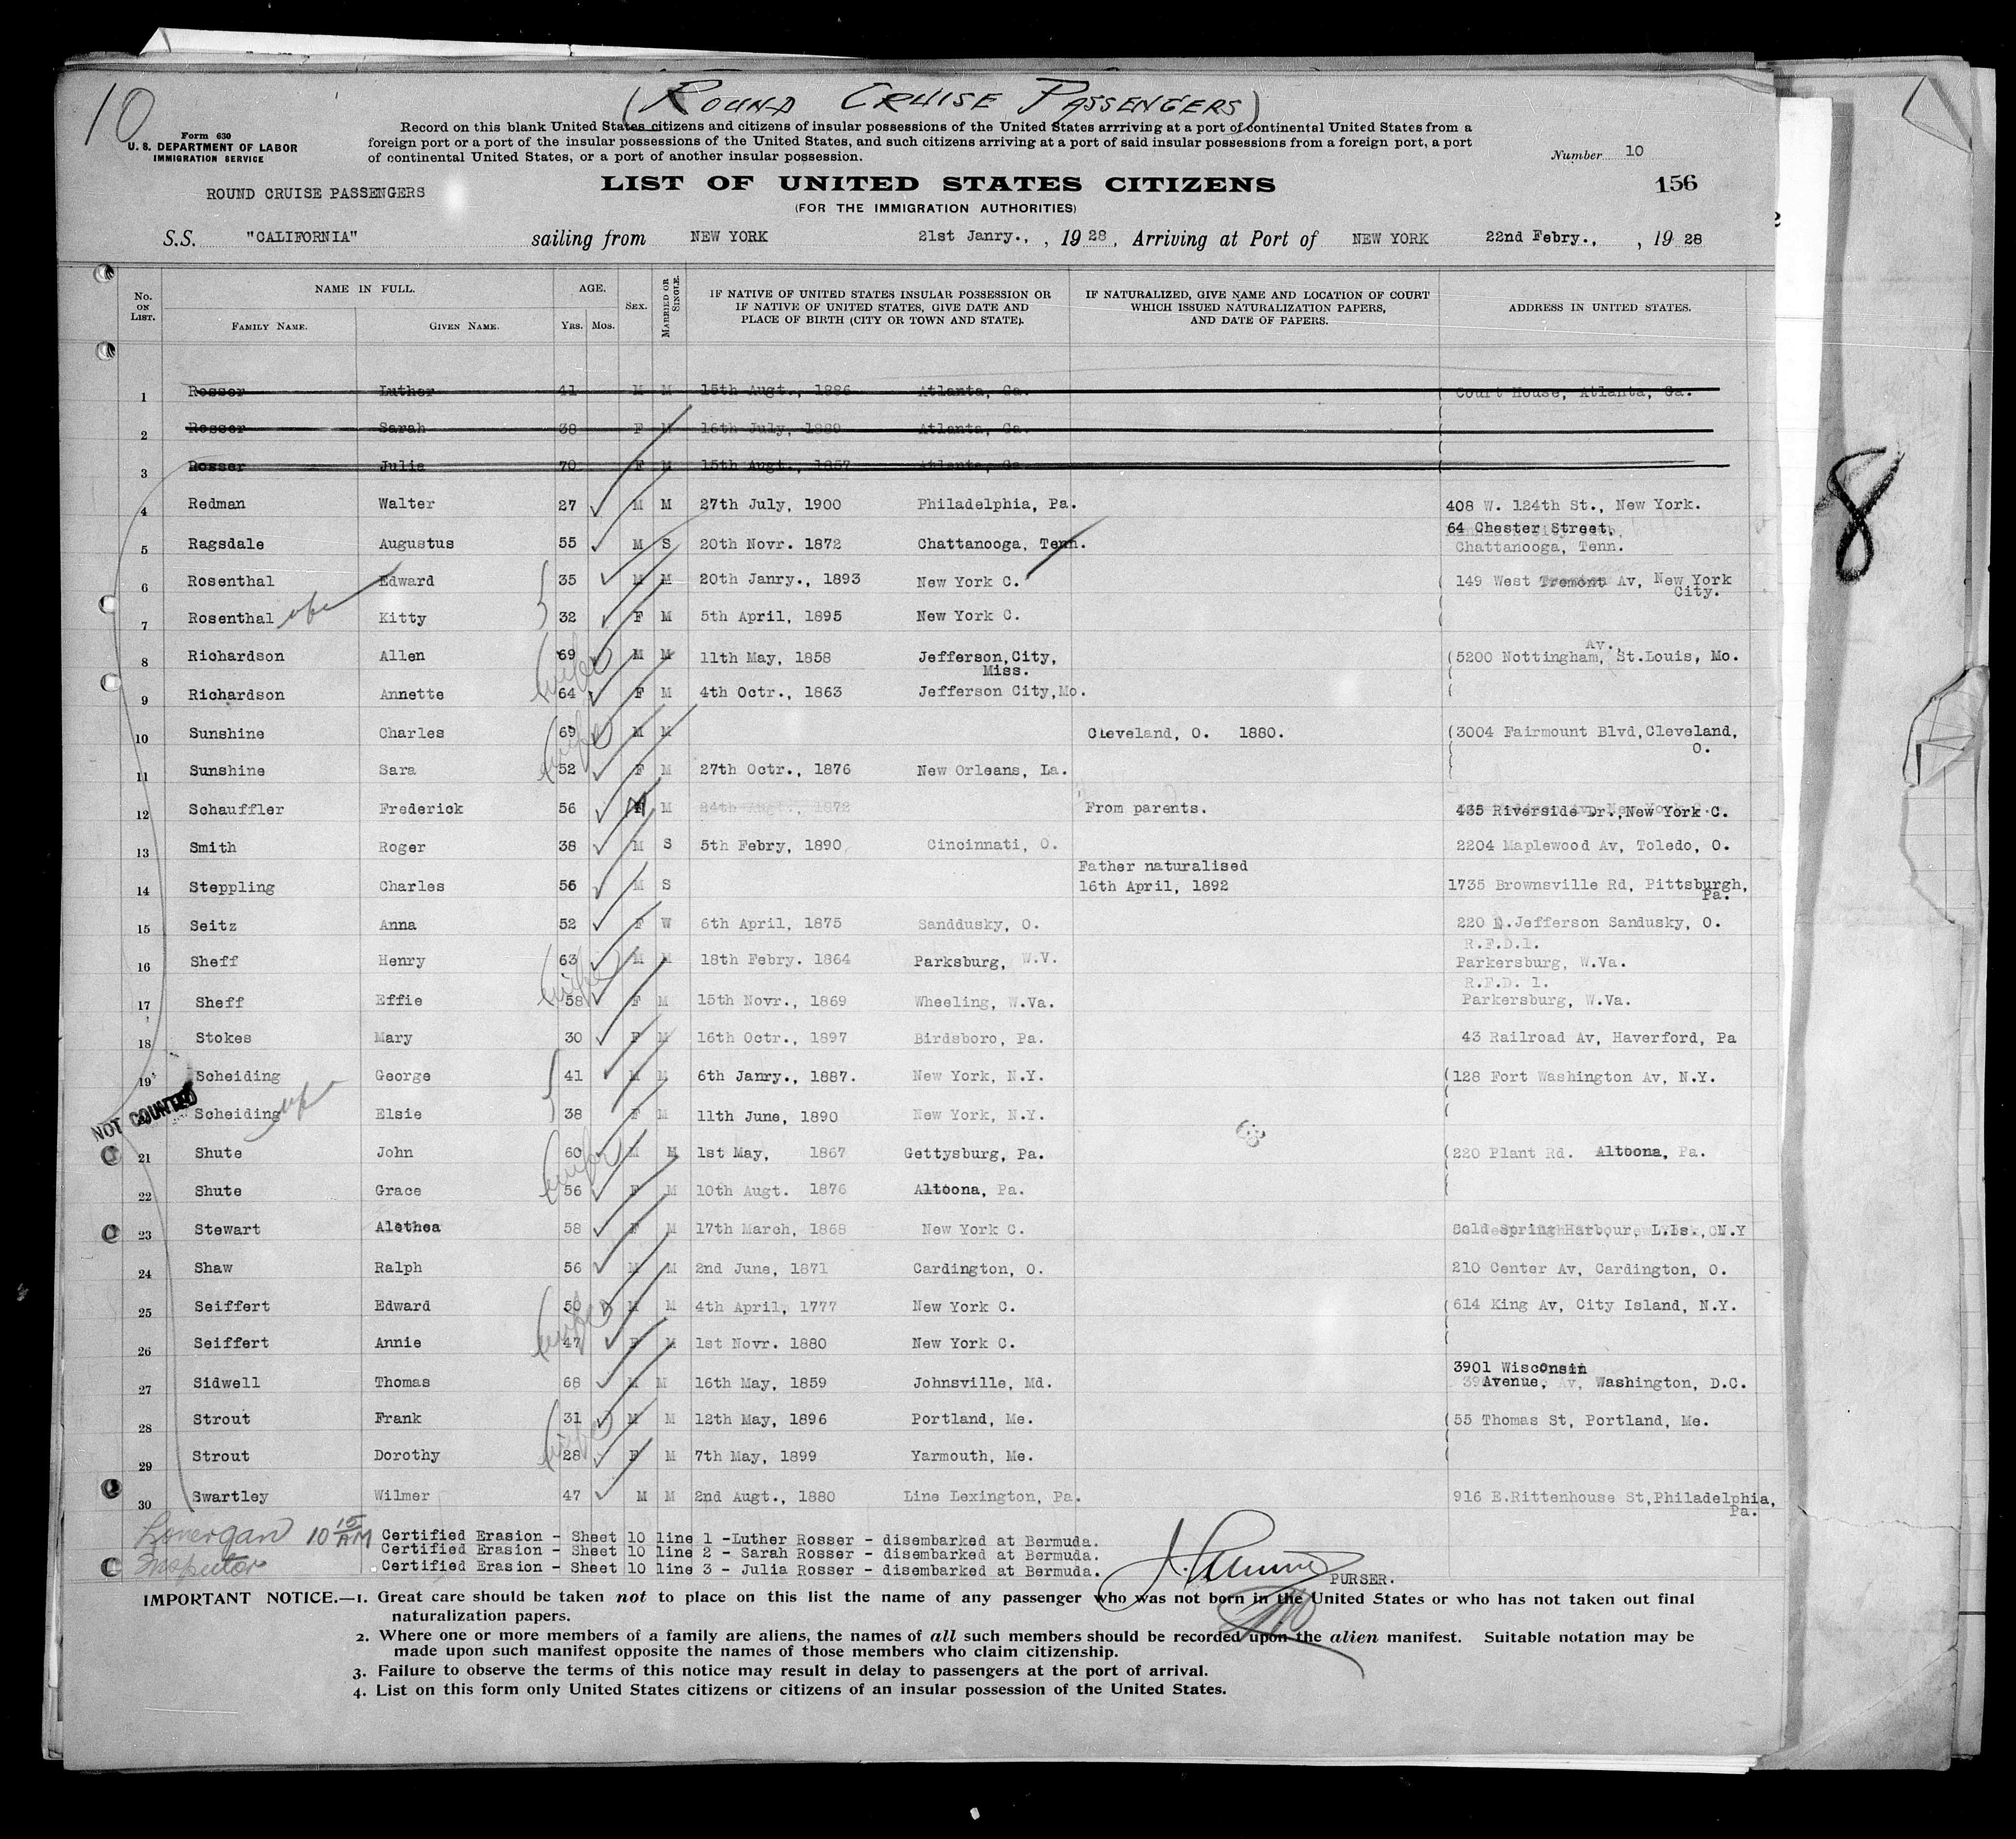 10
(ROUND CRUISE PASSENGERS)
Form 630
U. S. DEPARTMENT OF LABOR
IMMIGRATION SERVICE
Record on this blank United States citizens and citizens of insular possessions of the United States arrriving at a port of continental United States from a
foreign port or a port of the insular possessions of the United States, and such citizens arriving at a port of said insular possessions from a foreign port, a port
of continental United States, or a port of another insular possession.
Number 10
ROUND CRUISE PASSENGERS
LIST OF UNITED STATES CITIZENS
156
(FOR THE IMMIGRATION AUTHORITIES)
S.S. "CALIFORNIA" sailing from NEW YORK 21st Janry., , 1928, Arriving at Port of NEW YORK 22nd Febry., , 1928
No. ON LIST. NAME IN FULL. AGE. SEX. MARRIED OR SINGLE. IF NATIVE OF UNITED STATES INSULAR POSSESSION OR IF NATIVE OF UNITED STATES, GIVE DATE AND PLACE OF BIRTH (CITY OR TOWN AND STATE). IF NATURALIZED, GIVE NAME AND LOCATION OF COURT WHICH ISSUED NATURALIZATION PAPERS, AND DATE OF PAPERS. ADDRESS IN UNITED STATES.
FAMILY NAME. GIVEN NAME. Yrs. Mos.
1 Rosser Luther 41 M M 15th Augt., 1886 Atlanta, Ga. Court House, Atlanta, Ga.
2 Rosser Sarah 38 F M 16th July, 1889 Atlanta, Ga.
3 Rosser Julia 70 F M 15th Augt., 1857 Atlanta, Ga
4 Redman Walter 27 M M 27th July, 1900 Philadelphia, Pa. 408 W. 124th St., New York.
64 Chester Street,
5 Ragsdale Augustus 55 M S 20th Novr. 1872 Chattanooga, Tenn. Chattanooga, Tenn.
6 Rosenthal Edward 35 M M 20th Janry., 1893 New York C. 149 West Tremont Av, New York
City.
7 Rosenthal Kitty 32 F M 5th April, 1895 New York C.
Av.,
8 Richardson Allen 69 M M 11th May, 1858 Jefferson,City, (5200 Nottingham, St.Louis, Mo.
Miss.
9 Richardson Annette 64 F M 4th Octr., 1863 Jefferson City,Mo. (
wife
10 Sunshine Charles 69 M M Cleveland, O. 1880. (3004 Fairmount Blvd,Cleveland,
O.
11 Sunshine Sara 52 F M 27th Octr., 1876 New Orleans, La.
wife
12 Schauffler Frederick 56 M M 24th Augt., 1872 From parents. 435 Riverside Dr.,New York C.
13 Smith Roger 38 M S 5th Febry, 1890 Cincinnati, O. 2204 Maplewood Av, Toledo, O.
Father naturalised
14 Steppling Charles 56 M S 16th April, 1892 1735 Brownsville Rd, Pittsburgh,
Pa.
15 Seitz Anna 52 F W 6th April, 1875 Sanddusky, O. 220 E.Jefferson Sandusky, O.
R.F.D.1.
16 Sheff Henry 63 M M 18th Febry. 1864 Parksburg, W.V. Parkersburg, W.Va.
R.F.D. 1.
17 Sheff Effie 58 F M 15th Novr., 1869 Wheeling, W.Va. Parkersburg, W.Va.
wife
18 Stokes Mary 30 F M 16th Octr., 1897 Birdsboro, Pa. 43 Railroad Av, Haverford, Pa
19 Scheiding George 41 M M 6th Janry., 1887. New York, N.Y. (128 Fort Washington Av, N.Y.
NOT COUNTED
Scheiding Elsie 38 F M 11th June, 1890 New York, N.Y. (
21 Shute John 60 M M 1st May, 1867 Gettysburg, Pa. (220 Plant Rd. Altoona, Pa.
22 Shute Grace 56 F M 10th Augt. 1876 Altoona, Pa.
wife
23 Stewart Alethea 58 F M 17th March, 1868 New York C. Cold Spring Harbour, L.Is., N.Y
24 Shaw Ralph 56 M M 2nd June, 1871 Cardington, O. 210 Center Av, Cardington, O.
25 Seiffert Edward 50 M M 4th April, 1777 New York C. (614 King Av, City Island, N.Y.
26 Seiffert Annie 47 F M 1st Novr. 1880 New York C.
wife
3901 Wisconsin
27 Sidwell Thomas 68 M M 16th May, 1859 Johnsville, Md. Avenue, Washington, D.C.
28 Strout Frank 31 M M 12th May, 1896 Portland, Me. (55 Thomas St, Portland, Me.
29 Strout Dorothy 28 F M 7th May, 1899 Yarmouth, Me.
wife
30 Swartley Wilmer 47 M M 2nd Augt., 1880 Line Lexington, Pa. 916 E.Rittenhouse St,Philadelphia,
Pa.
Lonergan 10 15 AM
Inspector
Certified Erasion - Sheet 10 line 1 -Luther Rosser - disembarked at Bermuda.
Certified Erasion - Sheet 10 line 2 - Sarah Rosser - disembarked at Bermuda.
Certified Erasion - Sheet 10 line 3 - Julia Rosser - disembarked at Bermuda.
PURSER.
IMPORTANT NOTICE.—1. Great care should be taken not to place on this list the name of any passenger who was not born in the United States or who has not taken out final
naturalization papers.
2. Where one or more members of a family are aliens, the names of all such members should be recorded upon the alien manifest. Suitable notation may be
made upon such manifest opposite the names of those members who claim citizenship.
3. Failure to observe the terms of this notice may result in delay to passengers at the port of arrival.
4. List on this form only United States citizens or citizens of an insular possession of the United States.
8